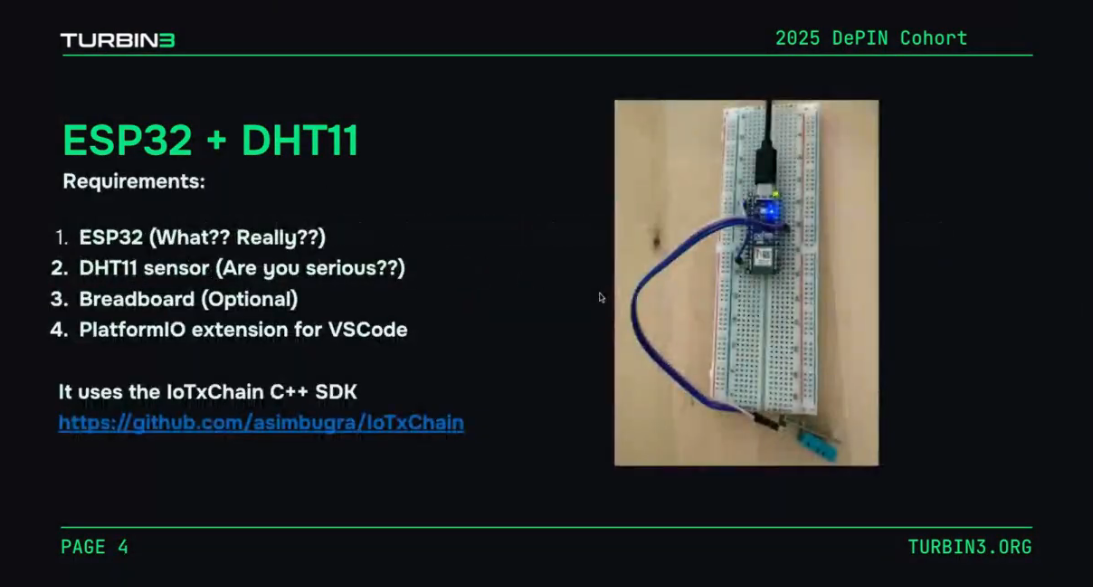 TURBIN3
2025 DePIN Cohort
ESP32 + DHT11
Requirements:
1. ESP32 (What?? Really??)
2. DHT11 sensor (Are you serious??)
3. Breadboard (Optional)
4. PlatformIO extension for VSCode
It uses the IoTxChain C++ SDK
https://github.com/asimbugra/IoTxChain
PAGE 4
TURBIN3.ORG